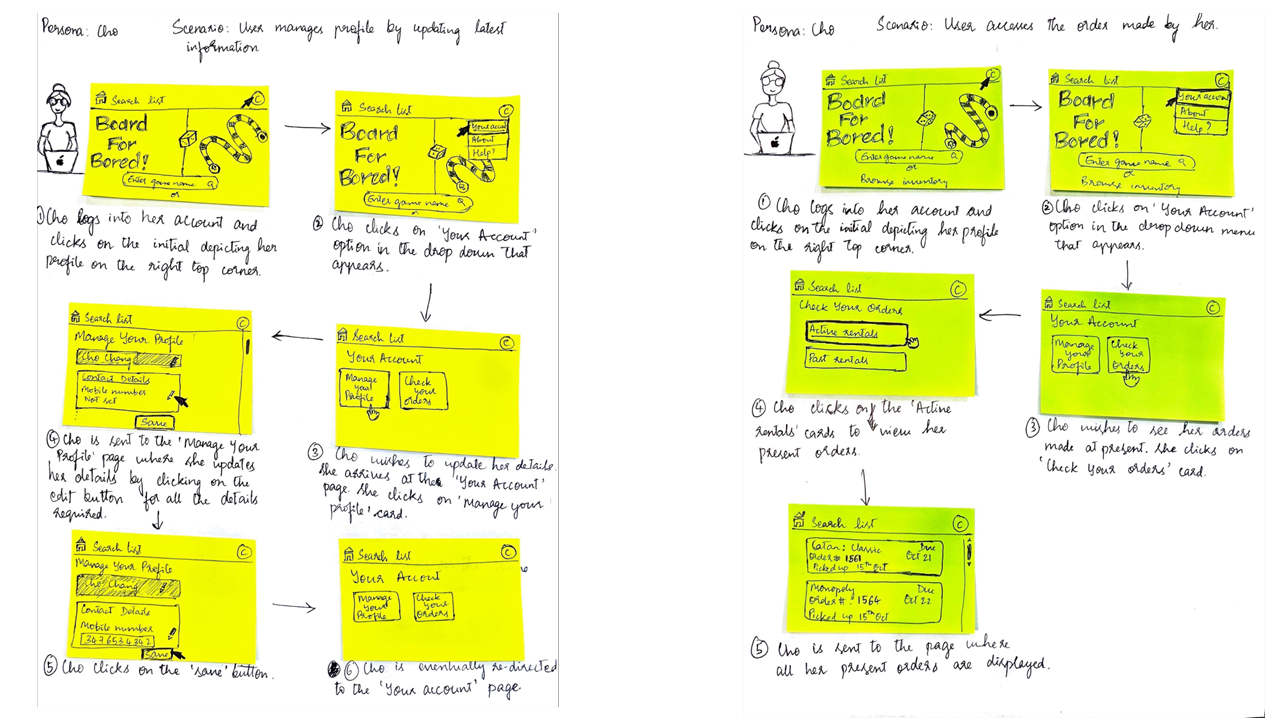 Persona: Cho Scenario: User manages profile by updating latest
information
Search list C
Board
For
Bored!
Enter game name
or
① Cho logs into her account and
clicks on the initial depicting her
profile on the right top corner.
Search list C
Board
For
Bored!
Your accou
About
Help?
Enter game name
or
② Cho clicks on 'Your Account'
option in the drop down that
appears.
Search list C
Your Account
Manage
your
Profile
Check
your
orders
③ Cho wishes to update her details.
She arrives at the 'Your Account'
page. She clicks on 'Manage your
profile' card.
Search list C
Manage Your Profile
Cho Chang
Contact Details
Mobile number
Not set
Save
④ Cho is sent to the 'Manage Your
Profile' page where she updates
her details by clicking on the
edit button for all the details
required.
Search list C
Manage Your Profile
Cho Chang
Contact Details
Mobile number
3476534342
Save
⑤ Cho clicks on the 'save' button.
Search list C
Your Accout
Manage
Your
Profile
Check
Your
Orders
⑥ Cho is eventually re-directed
to the 'Your account' page.
Persona: Cho Scenario: User accesses the order made by her.
Search list C
Board
For
Bored!
Enter game name
or
Browse inventory
① Cho logs into her account and
clicks on the initial depicting her profile
on the right top corner.
Search list C
Board
For
Bored!
Your accoun
About
Help?
Enter game name
or
Browse inventory
② Cho clicks on 'Your Account'
option in the drop down menu
that appears.
Search list C
Your Account
Manage
your
Profile
Check
your
Orders
③ Cho wishes to see her orders
made at present. She clicks on
'Check Your orders' card.
Search list C
Check Your Orders
Active rentals
Past rentals
④ Cho clicks on the 'Active
rentals' cards to view her
present orders.
Search list C
Catan: Classic Due
Order # 1561 Oct 21
Picked up 15th Oct
Monopoly Due
Order #: 1564 Oct 22
Picked up 15th Oct
⑤ Cho is sent to the page where
all her present orders are displayed.